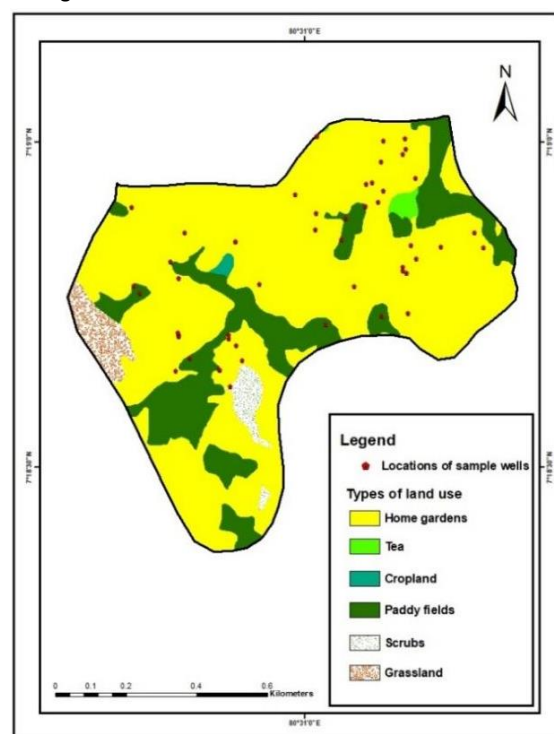 80°31'0"E
N
7°19'0"N
7°19'0"N
7°18'30"N
7°18'30"N
Legend
Locations of sample wells
Types of land use
Home gardens
Tea
Cropland
Paddy fields
Scrubs
Grassland
0 0.1 0.2 0.4 0.6
Kilometers
80°31'0"E